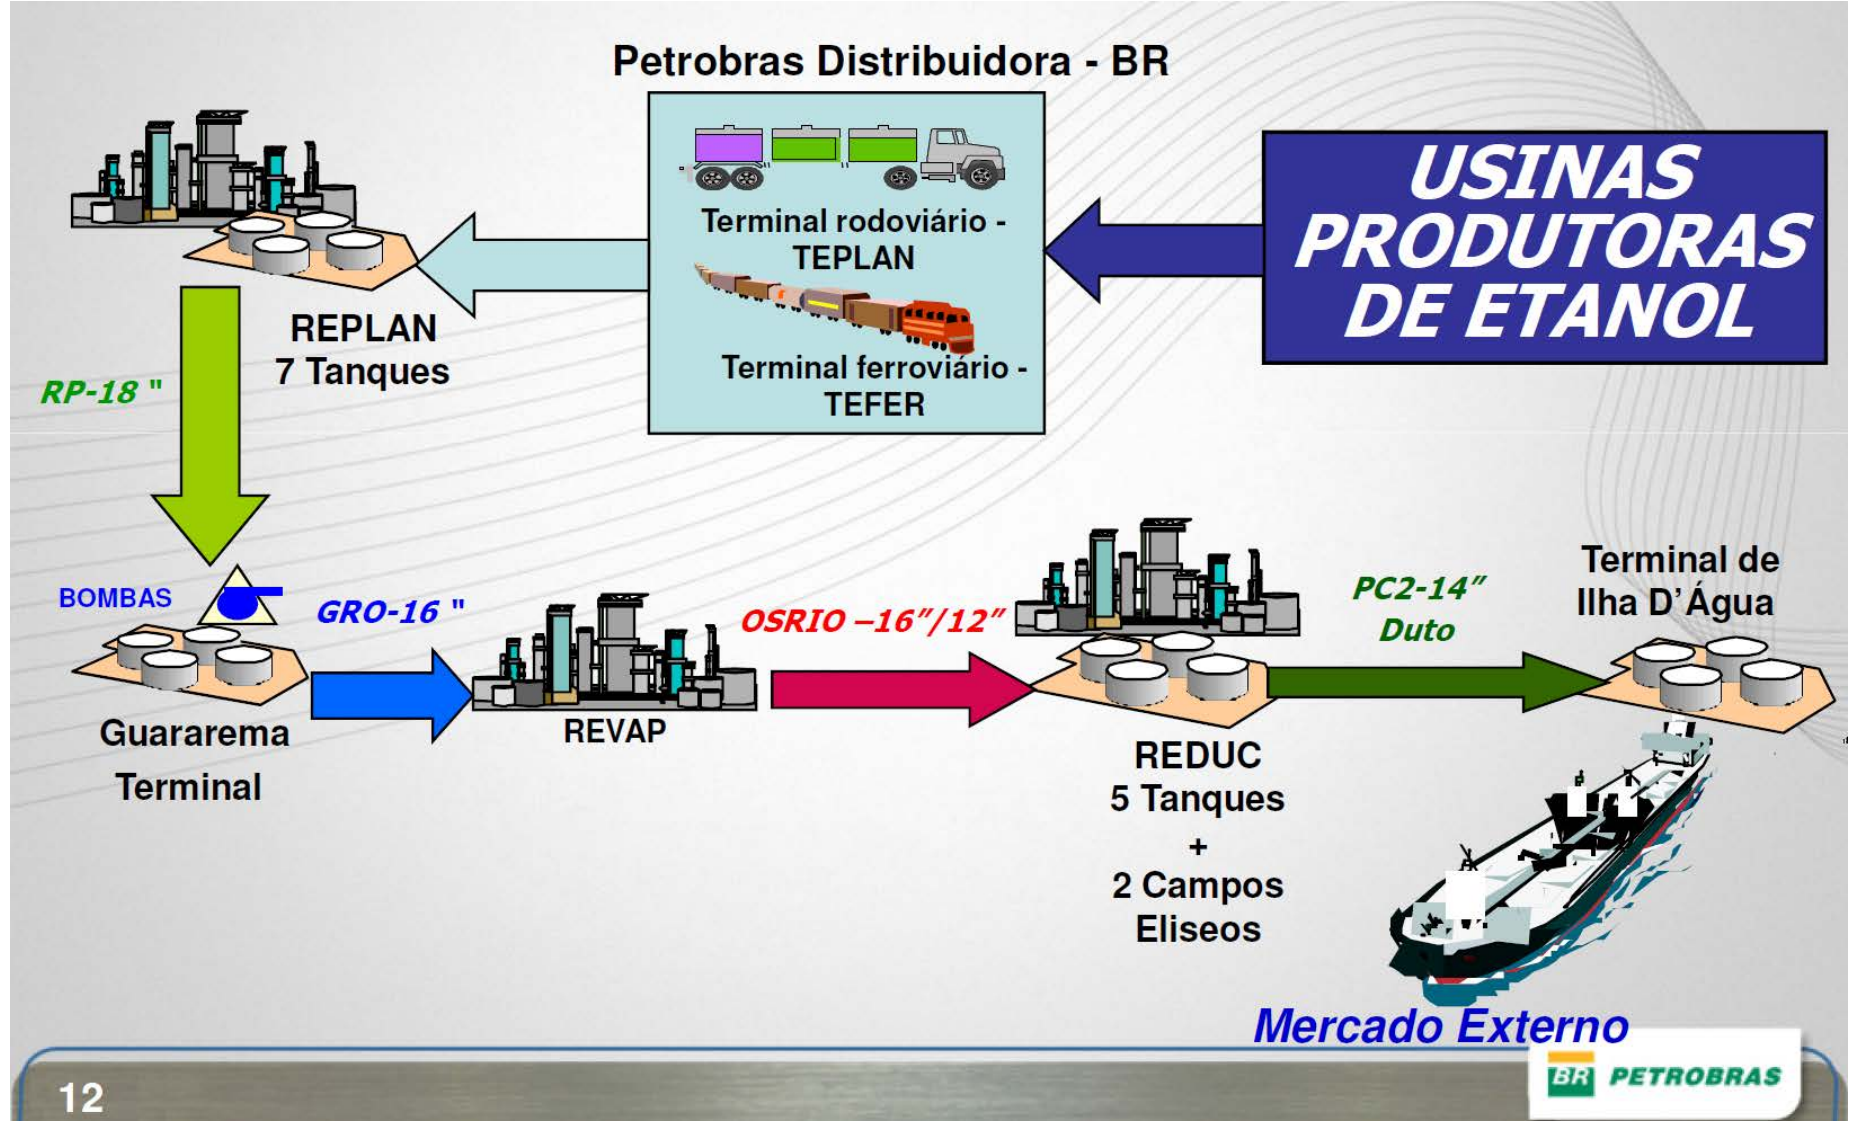 Petrobras Distribuidora - BR
Terminal rodoviário -
TEPLAN
Terminal ferroviário -
TEFER
USINAS
PRODUTORAS
DE ETANOL
REPLAN
7 Tanques
RP-18 "
BOMBAS
Guararema
Terminal
GRO-16 "
REVAP
OSRIO –16”/12”
REDUC
5 Tanques
+
2 Campos
Eliseos
PC2-14”
Duto
Terminal de
Ilha D’Água
Mercado Externo
12
BR PETROBRAS